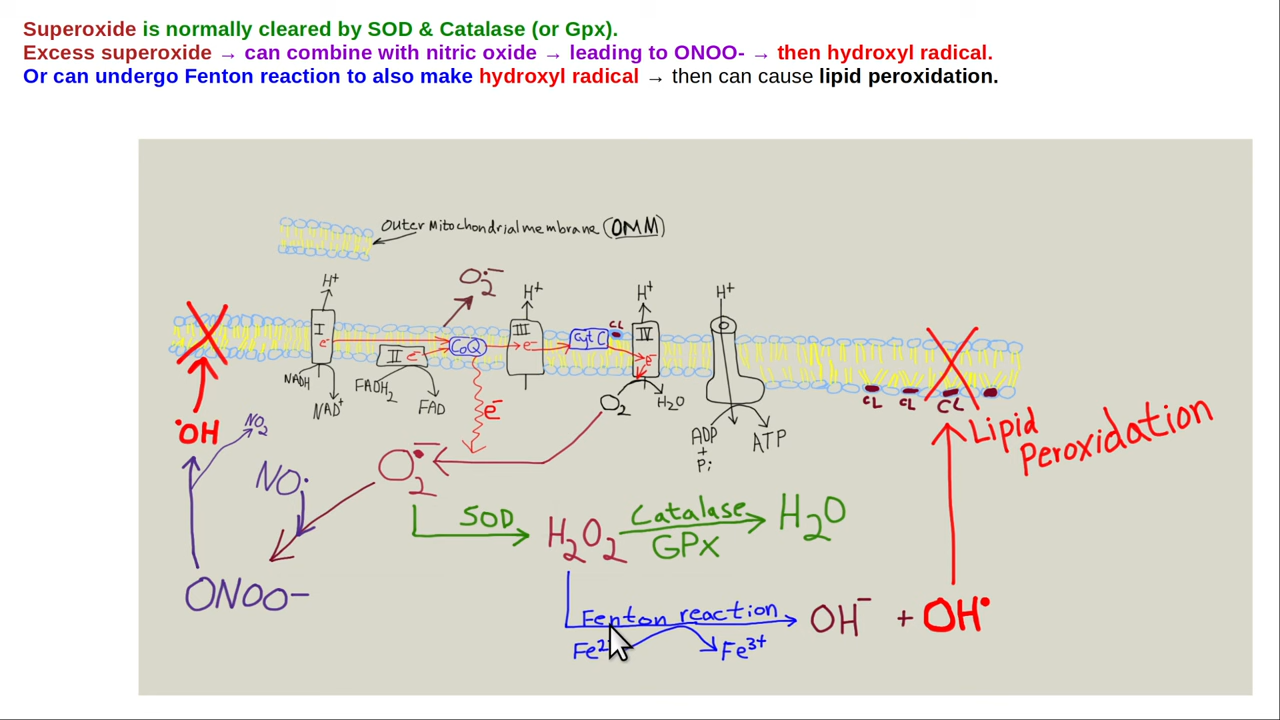 Superoxide is normally cleared by SOD & Catalase (or Gpx).
Excess superoxide → can combine with nitric oxide → leading to ONOO- → then hydroxyl radical.
Or can undergo Fenton reaction to also make hydroxyl radical → then can cause lipid peroxidation.
Outer Mitochondrial membrane (OMM)
O₂•−
H+
H+
H+
H+
I
e-
II
e-
CoQ
III
e-
Cyt C
CL
IV
e-
NADH
NAD+
FADH2
FAD
e-
O2
H2O
ADP
+
Pi
ATP
CL
CL
CL
Lipid
Peroxidation
•OH
NO2
NO•
O₂•−
SOD
H2O2
Catalase
GPx
H2O
ONOO-
Fenton reaction
OH- + OH•
Fe3+